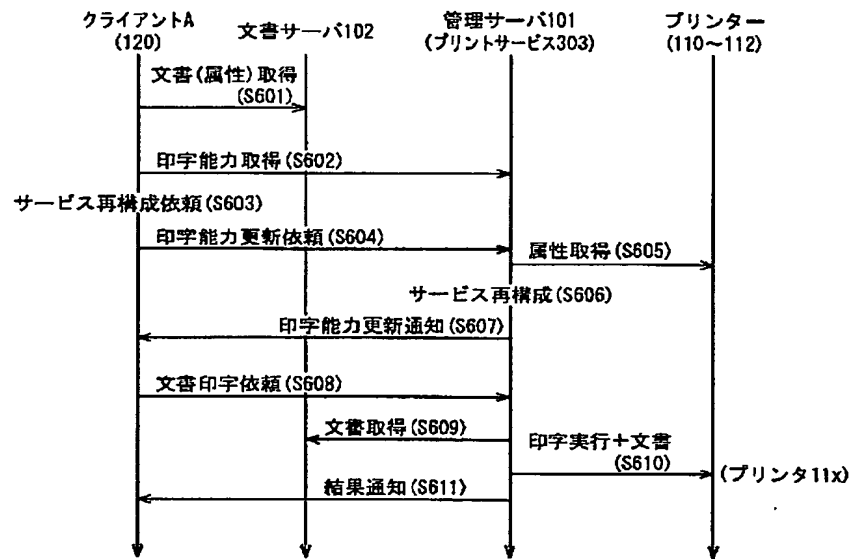 クライアントA
(120)
文書サーバ102
管理サーバ101
(プリントサービス303)
プリンター
(110～112)
文書(属性)取得
(S601)
印字能力取得(S602)
サービス再構成依頼(S603)
印字能力更新依頼(S604)
属性取得(S605)
サービス再構成(S606)
印字能力更新通知(S607)
文書印字依頼(S608)
文書取得(S609)
印字実行＋文書
(S610)
(プリンタ11x)
結果通知(S611)